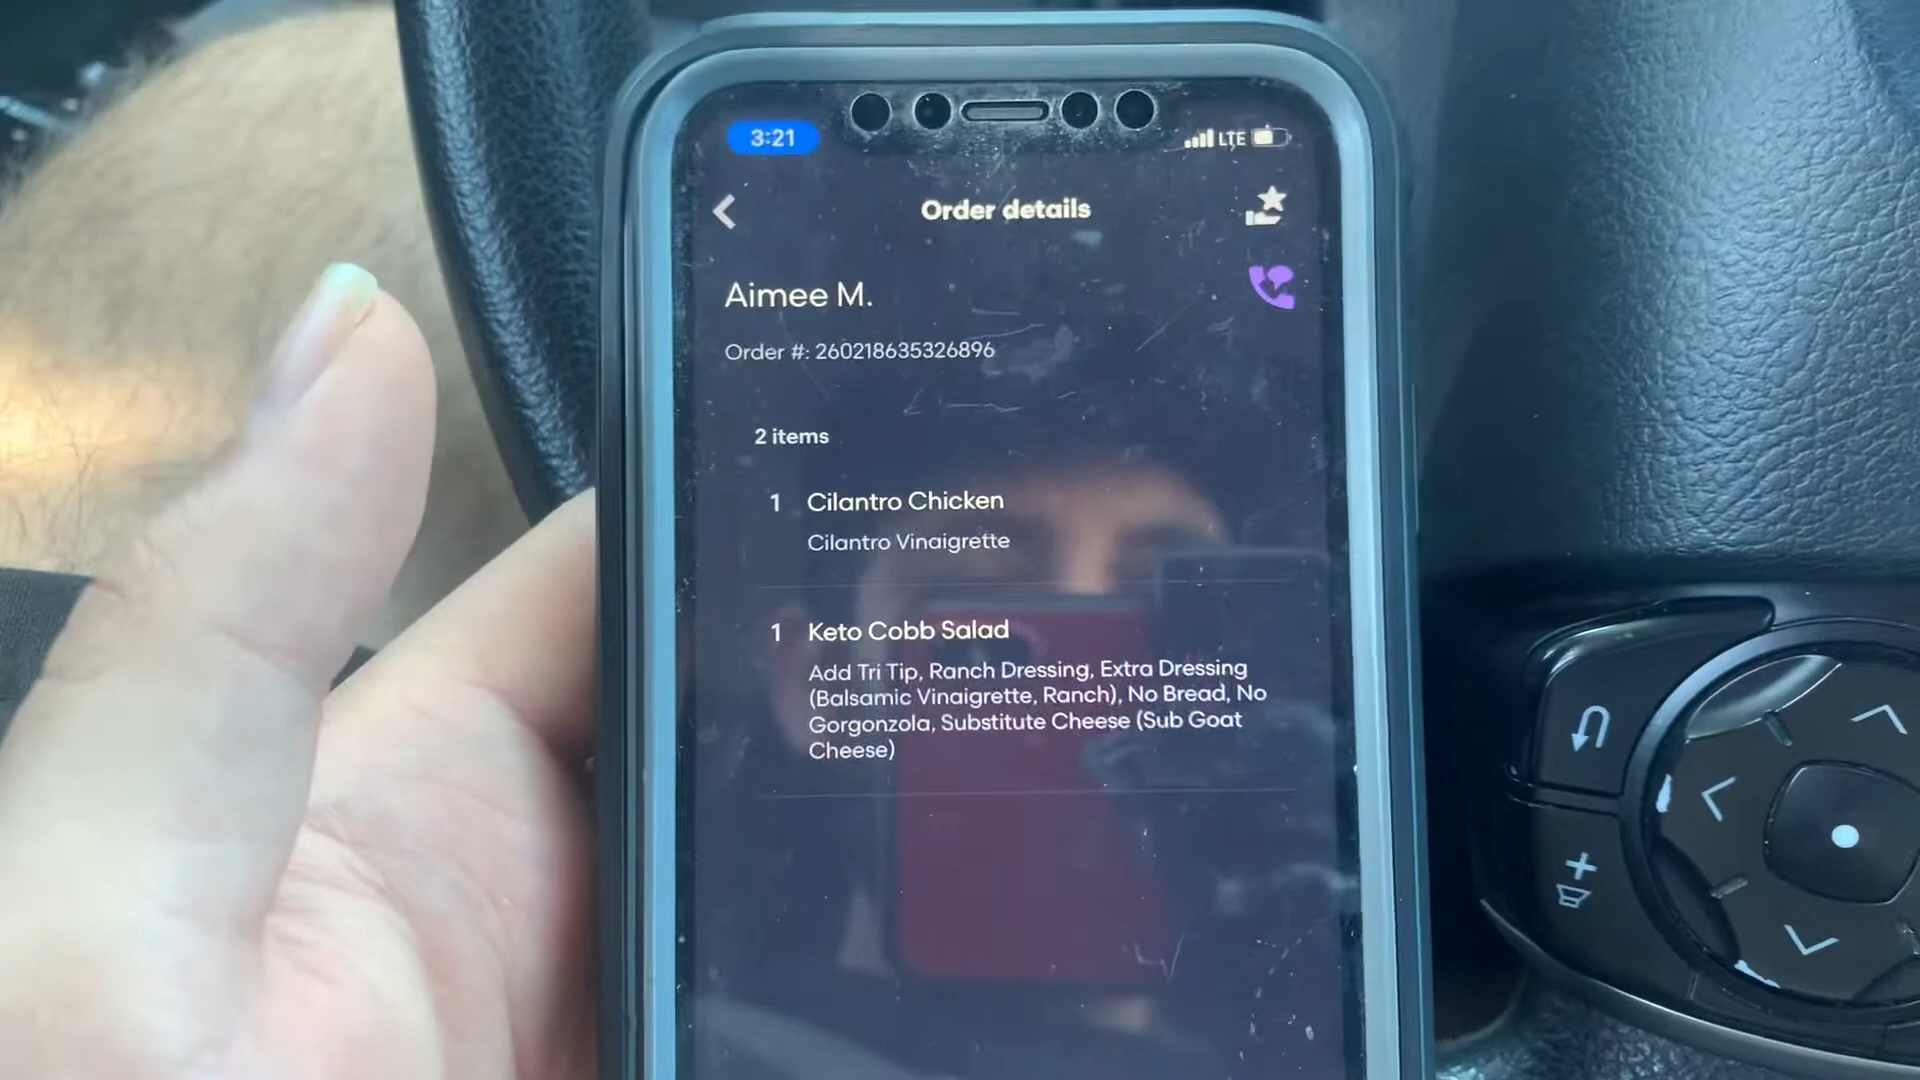 3:21
LTE
Order details
Aimee M.
Order #: 260218635326896
2 items
1 Cilantro Chicken
Cilantro Vinaigrette
1 Keto Cobb Salad
Add Tri Tip, Ranch Dressing, Extra Dressing
(Balsamic Vinaigrette, Ranch), No Bread, No
Gorgonzola, Substitute Cheese (Sub Goat
Cheese)